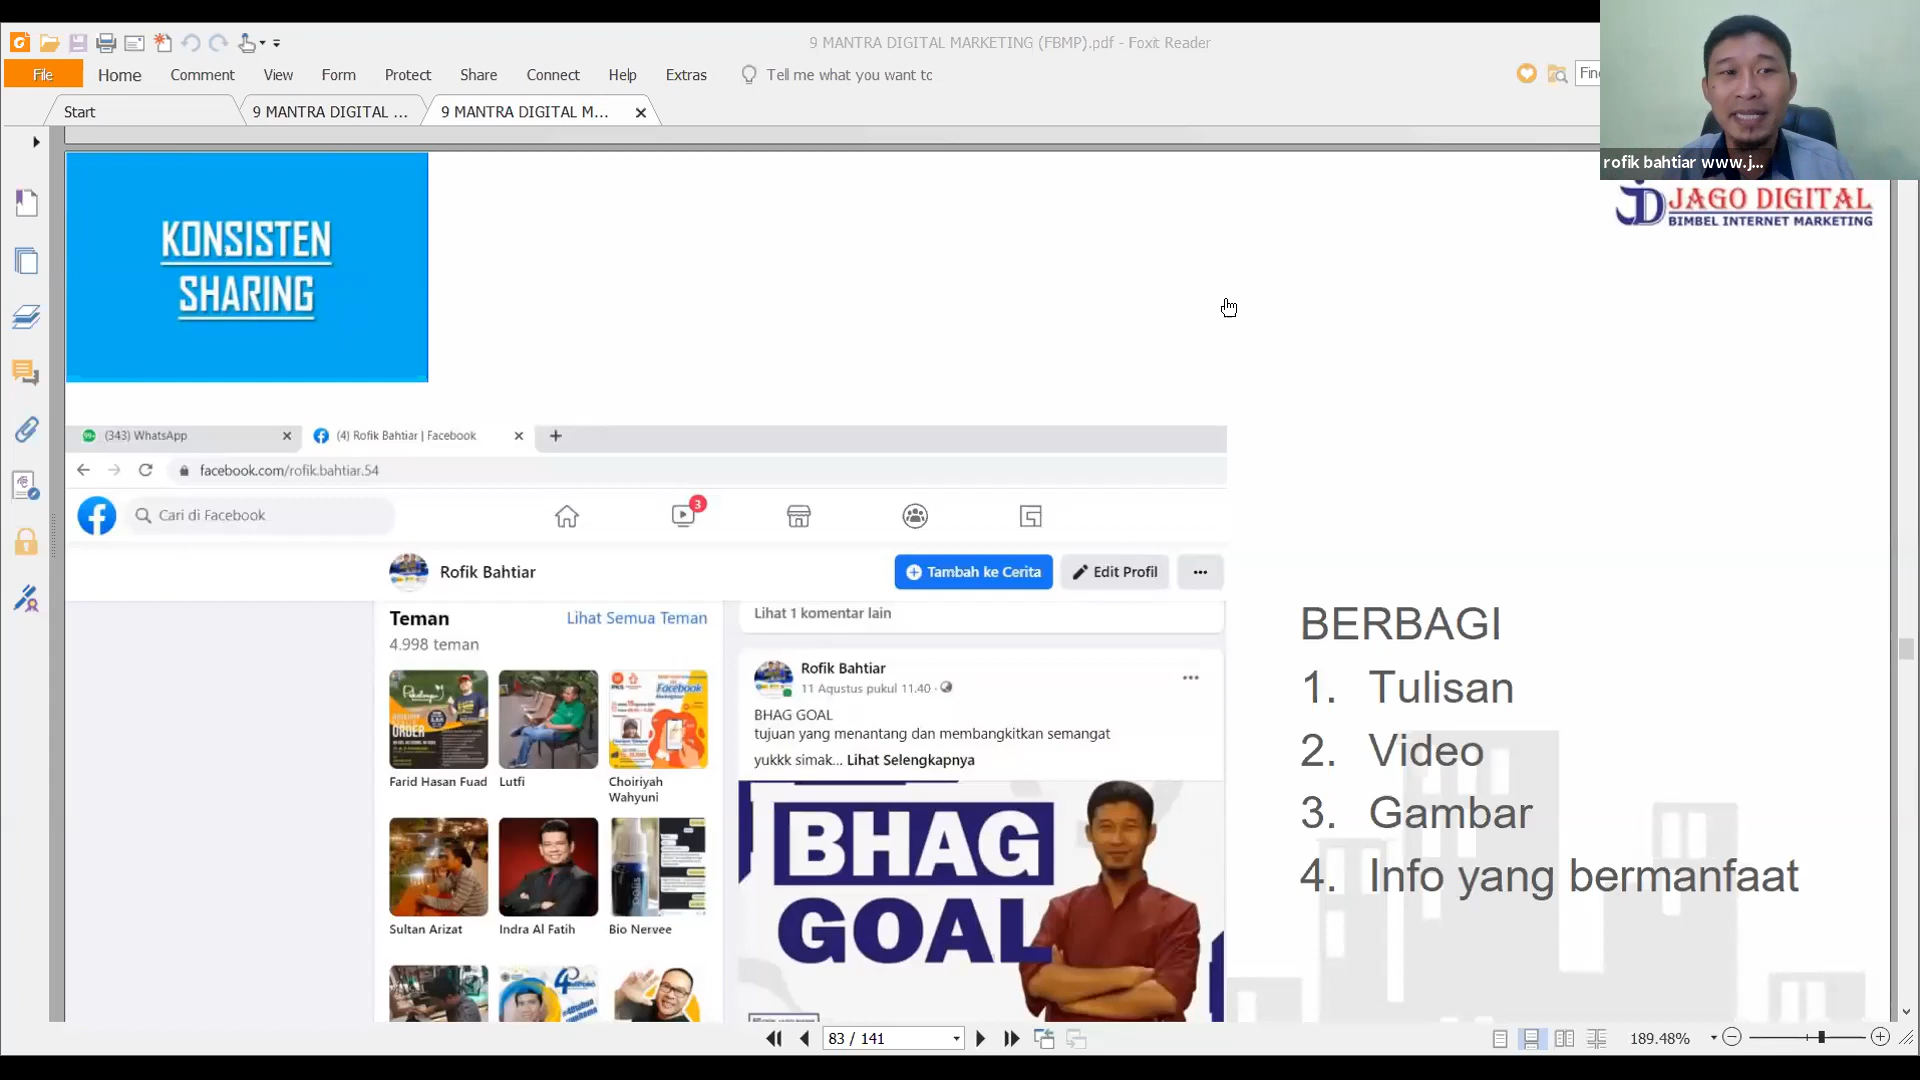 9 MANTRA DIGITAL MARKETING (FBMP).pdf - Foxit Reader
File Home Comment View Form Protect Share Connect Help Extras Tell me what you want to
Start 9 MANTRA DIGITAL ... 9 MANTRA DIGITAL M...
rofik bahtiar www.j...
JD JAGO DIGITAL
BIMBEL INTERNET MARKETING
KONSISTEN
SHARING
(343) WhatsApp (4) Rofik Bahtiar | Facebook
facebook.com/rofik.bahtiar.54
Cari di Facebook
3
Rofik Bahtiar
Tambah ke Cerita
Edit Profil
Teman
Lihat Semua Teman
4.998 teman
Farid Hasan Fuad
Lutfi
Choiriyah
Wahyuni
Sultan Arizat
Indra Al Fatih
Bio Nervee
Lihat 1 komentar lain
Rofik Bahtiar
11 Agustus pukul 11.40
BHAG GOAL
tujuan yang menantang dan membangkitkan semangat
yukkk simak... Lihat Selengkapnya
BHAG
GOAL
BERBAGI
1. Tulisan
2. Video
3. Gambar
4. Info yang bermanfaat
83 / 141
189.48%